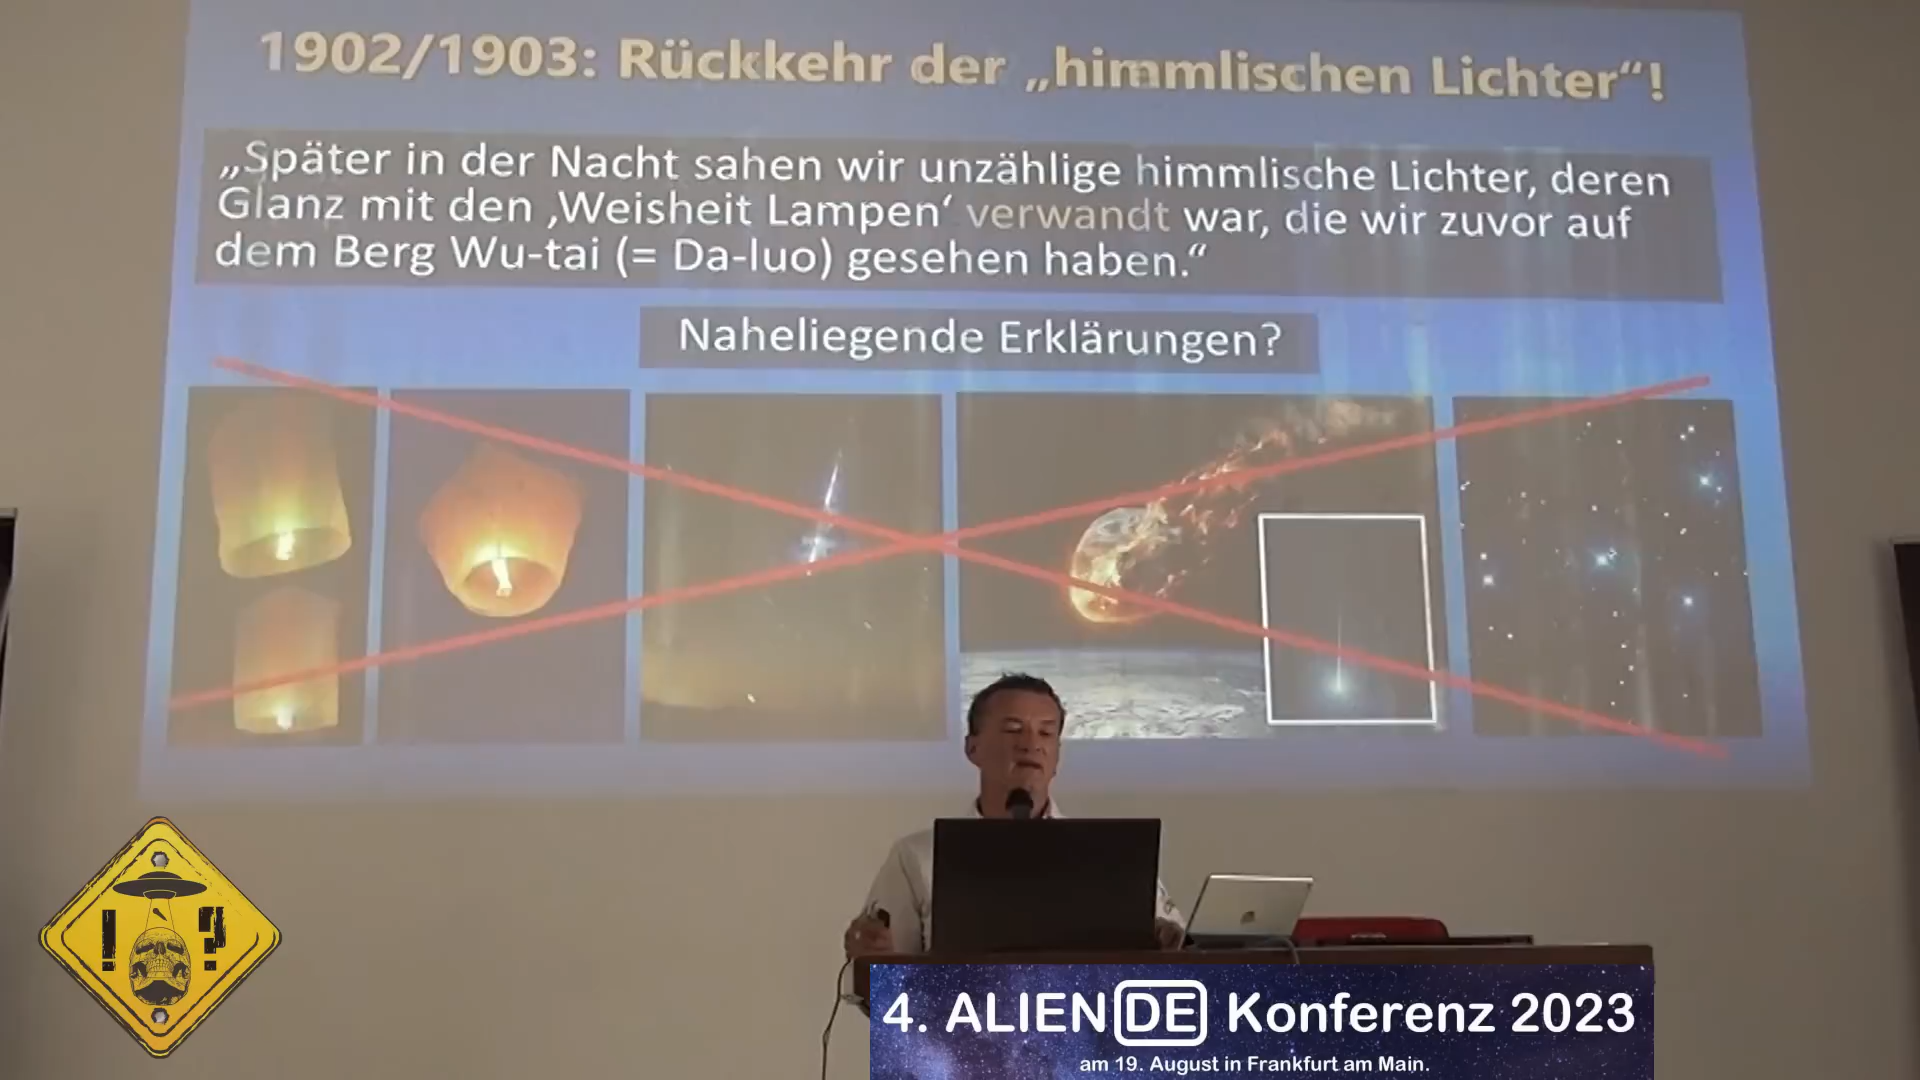 1902/1903: Rückkehr der „himmlischen Lichter“!
„Später in der Nacht sahen wir unzählige himmlische Lichter, deren
Glanz mit den ‚Weisheit Lampen‘ verwandt war, die wir zuvor auf
dem Berg Wu-tai (= Da-luo) gesehen haben.“
Naheliegende Erklärungen?
! ?
4. ALIEN DE Konferenz 2023
am 19. August in Frankfurt am Main.